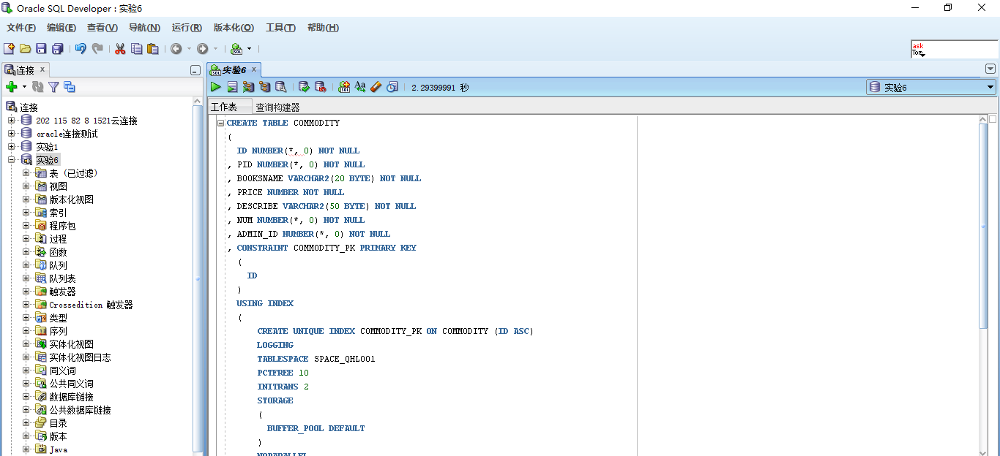 Oracle SQL Developer : 实验6
文件(F) 编辑(E) 查看(V) 导航(N) 运行(R) 版本化(O) 工具(T) 帮助(H)
ask
Tom
连接
实验6
2.29399991 秒
实验6
工作表 查询构建器
连接
202 115 82 8 1521云连接
oracle连接测试
实验1
实验6
表 (已过滤)
视图
版本化视图
索引
程序包
过程
函数
队列
队列表
触发器
Crossedition 触发器
类型
序列
实体化视图
实体化视图日志
同义词
公共同义词
数据库链接
公共数据库链接
目录
版本
Java
CREATE TABLE COMMODITY
(
ID NUMBER(*, 0) NOT NULL
, PID NUMBER(*, 0) NOT NULL
, BOOKSNAME VARCHAR2(20 BYTE) NOT NULL
, PRICE NUMBER NOT NULL
, DESCRIBE VARCHAR2(50 BYTE) NOT NULL
, NUM NUMBER(*, 0) NOT NULL
, ADMIN_ID NUMBER(*, 0) NOT NULL
, CONSTRAINT COMMODITY_PK PRIMARY KEY
(
ID
)
USING INDEX
(
CREATE UNIQUE INDEX COMMODITY_PK ON COMMODITY (ID ASC)
LOGGING
TABLESPACE SPACE_QHL001
PCTFREE 10
INITRANS 2
STORAGE
(
BUFFER_POOL DEFAULT
)
NOPARALLEL